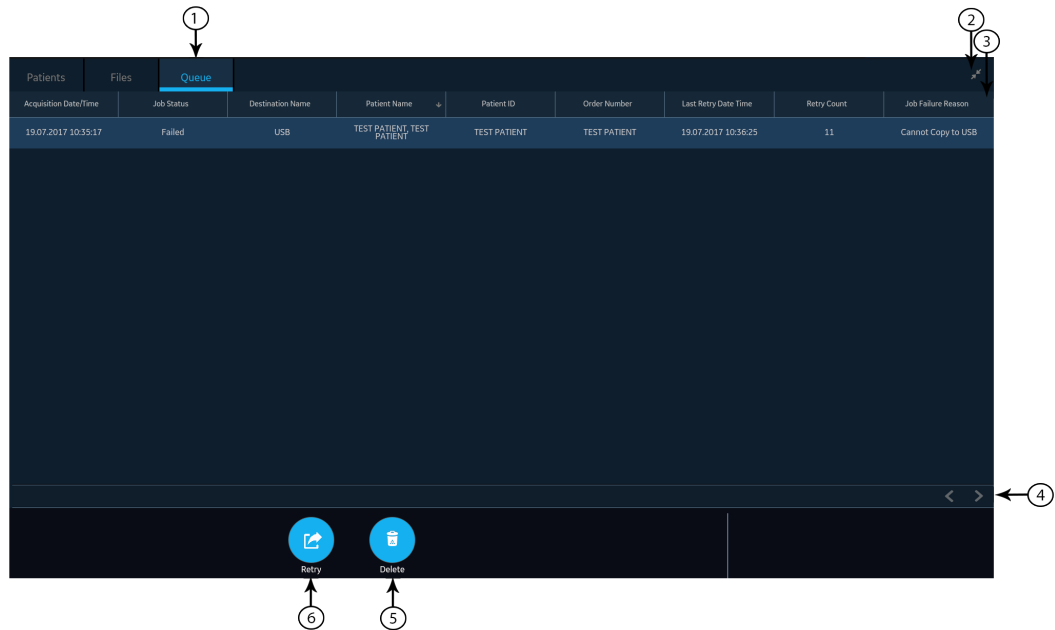 1
2
3
Patients Files Queue
Acquisition Date/Time Job Status Destination Name Patient Name Patient ID Order Number Last Retry Date Time Retry Count Job Failure Reason
19.07.2017 10:35:17 Failed USB TEST PATIENT, TEST PATIENT TEST PATIENT TEST PATIENT 19.07.2017 10:36:25 11 Cannot Copy to USB
4
Retry Delete
6 5